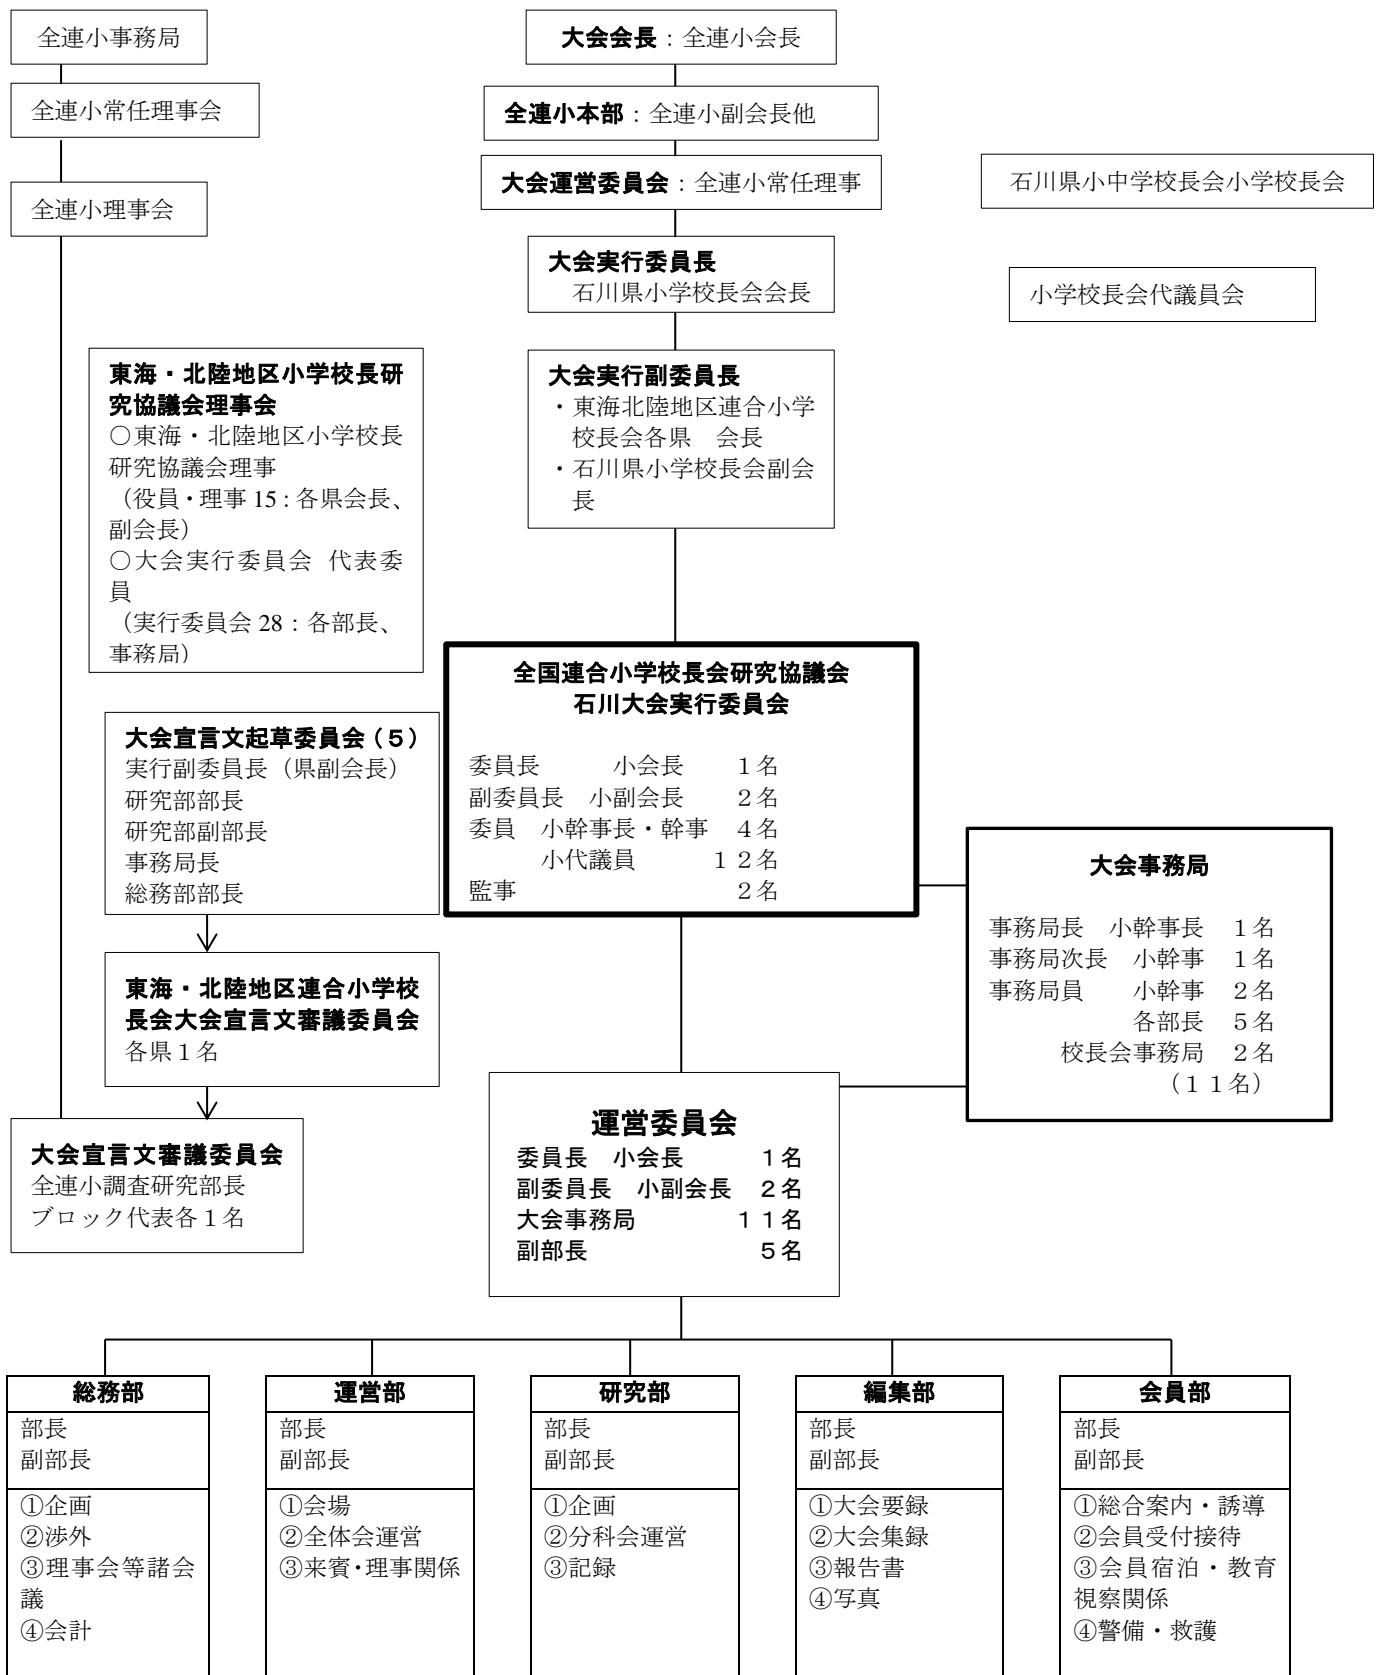 全連小事務局
全連小常任理事会
全連小理事会
大会会長：全連小会長
全連小本部：全連小副会長他
大会運営委員会：全連小常任理事
大会実行委員長
石川県小学校長会会長
大会実行副委員長
・東海北陸地区連合小学
校長会各県　会長
・石川県小学校長会副会
長
石川県小中学校長会小学校長会
小学校長会代議員会
東海・北陸地区小学校長研
究協議会理事会
○東海・北陸地区小学校長
研究協議会理事
（役員・理事 15：各県会長、
副会長）
○大会実行委員会 代表委
員
（実行委員会 28：各部長、
事務局）
大会宣言文起草委員会（５）
実行副委員長（県副会長）
研究部部長
研究部副部長
事務局長
総務部部長
東海・北陸地区連合小学校
長会大会宣言文審議委員会
各県１名
大会宣言文審議委員会
全連小調査研究部長
ブロック代表各１名
全国連合小学校長会研究協議会
石川大会実行委員会
委員長　　　小会長　　１名
副委員長　小副会長　　２名
委員　小幹事長・幹事　４名
小代議員　　　１２名
監事　　　　　　　　　２名
大会事務局
事務局長　小幹事長　１名
事務局次長　小幹事　１名
事務局員　　小幹事　２名
各部長　５名
校長会事務局　２名
（１１名）
運営委員会
委員長　小会長　　　１名
副委員長　小副会長　２名
大会事務局　　　　１１名
副部長　　　　　　　５名
総務部
部長
副部長
①企画
②渉外
③理事会等諸会
議
④会計
運営部
部長
副部長
①会場
②全体会運営
③来賓・理事関係
研究部
部長
副部長
①企画
②分科会運営
③記録
編集部
部長
副部長
①大会要録
②大会集録
③報告書
④写真
会員部
部長
副部長
①総合案内・誘導
②会員受付接待
③会員宿泊・教育
視察関係
④警備・救護